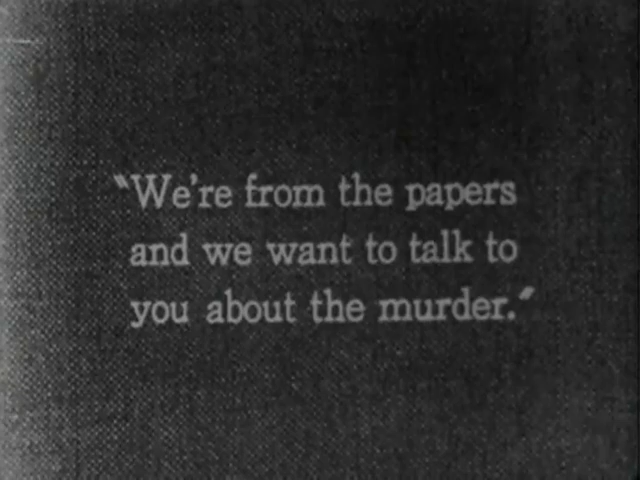 "We're from the papers
and we want to talk to
you about the murder."